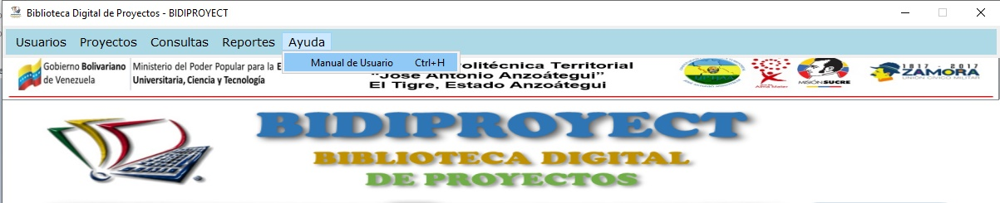 Biblioteca Digital de Proyectos - BIDIPROYECT
Usuarios Proyectos Consultas Reportes Ayuda
Manual de Usuario Ctrl+H
Gobierno Bolivariano
de Venezuela
Ministerio del Poder Popular para la E
Universitaria, Ciencia y Tecnología
olitécnica Territorial
"José Antonio Anzoátegui"
El Tigre, Estado Anzoátegui
Alma Mater
MISIÓN SUCRE
1817 - 2017
ZAMORA
UNIÓN CÍVICO MILITAR
BIDIPROYECT
BIBLIOTECA DIGITAL
DE PROYECTOS